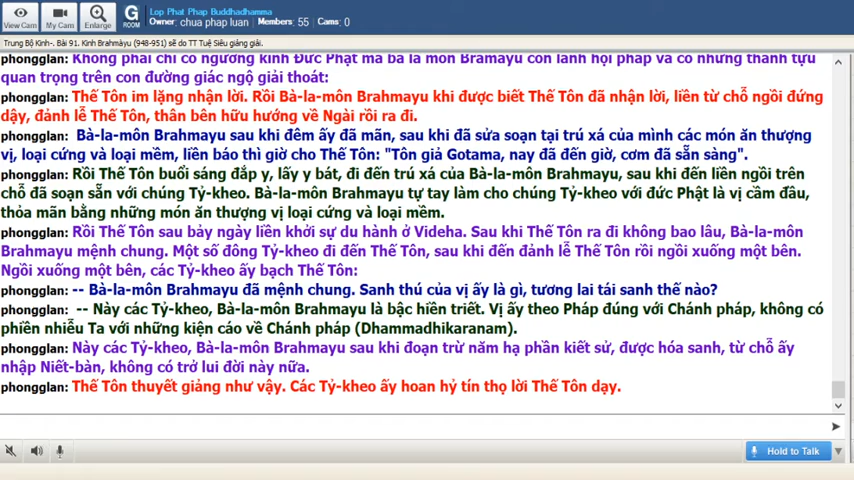 Lop Phat Phap Buddhadhamma
Owner: chua phap luan   Members: 55   Cams: 0
View Cam
My Cam
Enlarge
G
ROOM
Trung Bộ Kinh-. Bài 91. Kinh Brahmàyu (948-951) sẽ do TT Tuệ Siêu giảng giải.
phongglan: Không phải chỉ có ngưỡng kính Đức Phật mà bà la môn Bramayu còn lãnh hội pháp và có những thành tựu
quan trọng trên con đường giác ngộ giải thoát:
phongglan: Thế Tôn im lặng nhận lời. Rồi Bà-la-môn Brahmayu khi được biết Thế Tôn đã nhận lời, liền từ chỗ ngồi đứng
dậy, đảnh lễ Thế Tôn, thân bên hữu hướng về Ngài rồi ra đi.
phongglan: Bà-la-môn Brahmayu sau khi đêm ấy đã mãn, sau khi đã sửa soạn tại trú xá của mình các món ăn thượng
vị, loại cứng và loại mềm, liền báo thì giờ cho Thế Tôn: "Tôn giả Gotama, nay đã đến giờ, cơm đã sẵn sàng".
phongglan: Rồi Thế Tôn buổi sáng đắp y, lấy y bát, đi đến trú xá của Bà-la-môn Brahmayu, sau khi đến liền ngồi trên
chỗ đã soạn sẵn với chúng Tỷ-kheo. Bà-la-môn Brahmayu tự tay làm cho chúng Tỷ-kheo với đức Phật là vị cầm đầu,
thỏa mãn bằng những món ăn thượng vị loại cứng và loại mềm.
phongglan: Rồi Thế Tôn sau bảy ngày liền khởi sự du hành ở Videha. Sau khi Thế Tôn ra đi không bao lâu, Bà-la-môn
Brahmayu mệnh chung. Một số đông Tỷ-kheo đi đến Thế Tôn, sau khi đến đảnh lễ Thế Tôn rồi ngồi xuống một bên.
Ngồi xuống một bên, các Tỷ-kheo ấy bạch Thế Tôn:
phongglan: -- Bà-la-môn Brahmayu đã mệnh chung. Sanh thú của vị ấy là gì, tương lai tái sanh thế nào?
phongglan: -- Này các Tỷ-kheo, Bà-la-môn Brahmayu là bậc hiền triết. Vị ấy theo Pháp đúng với Chánh pháp, không có
phiền nhiễu Ta với những kiện cáo về Chánh pháp (Dhammadhikaranam).
phongglan: Này các Tỷ-kheo, Bà-la-môn Brahmayu sau khi đoạn trừ năm hạ phần kiết sử, được hóa sanh, từ chỗ ấy
nhập Niết-bàn, không có trở lui đời này nữa.
phongglan: Thế Tôn thuyết giảng như vậy. Các Tỷ-kheo ấy hoan hỷ tín thọ lời Thế Tôn dạy.
Hold to Talk